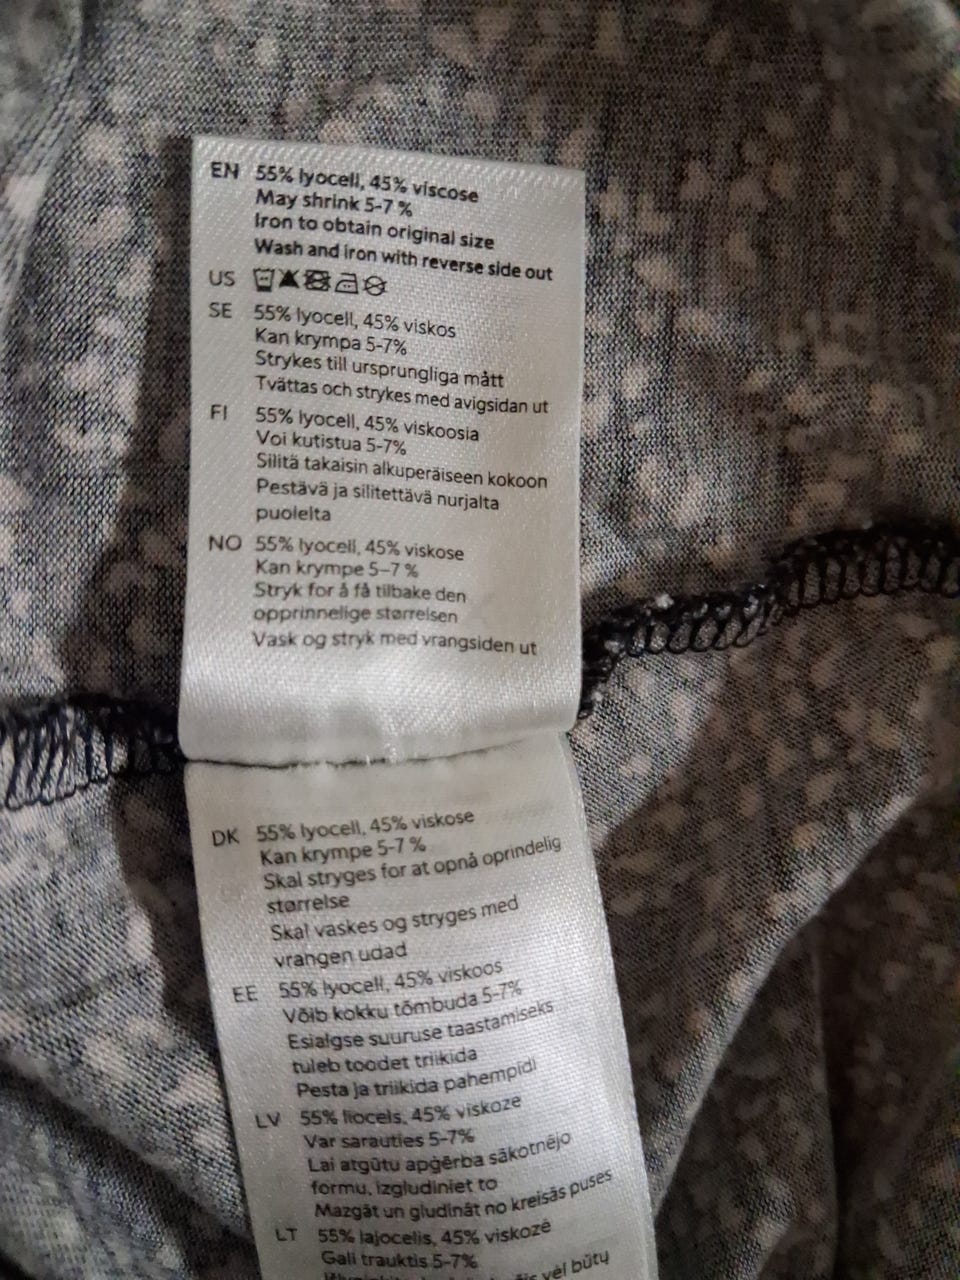 EN 55% lyocell, 45% viscose
May shrink 5-7 %
Iron to obtain original size
Wash and iron with reverse side out
US
SE 55% lyocell, 45% viskos
Kan krympa 5-7%
Strykes till ursprungliga mått
Tvättas och strykes med avigsidan ut
FI 55% lyocell, 45% viskoosia
Voi kutistua 5-7%
Silitä takaisin alkuperäiseen kokoon
Pestävä ja silitettävä nurjalta
puolelta
NO 55% lyocell, 45% viskose
Kan krympe 5–7 %
Stryk for å få tilbake den
opprinnelige størrelsen
Vask og stryk med vrangsiden ut
DK 55% lyocell, 45% viskose
Kan krympe 5-7 %
Skal stryges for at opnå oprindelig
størrelse
Skal vaskes og stryges med
vrangen udad
EE 55% lyocell, 45% viskoos
Võib kokku tõmbuda 5-7%
Esialgse suuruse taastamiseks
tuleb toodet triikida
Pesta ja triikida pahempidi
LV 55% liocels, 45% viskoze
Var sarauties 5-7%
Lai atgūtu apģērba sākotnējo
formu, izgludiniet to
Mazgāt un gludināt no kreisās puses
LT 55% lajocelis, 45% viskozė
Gali trauktis 5-7%
vėl būtų